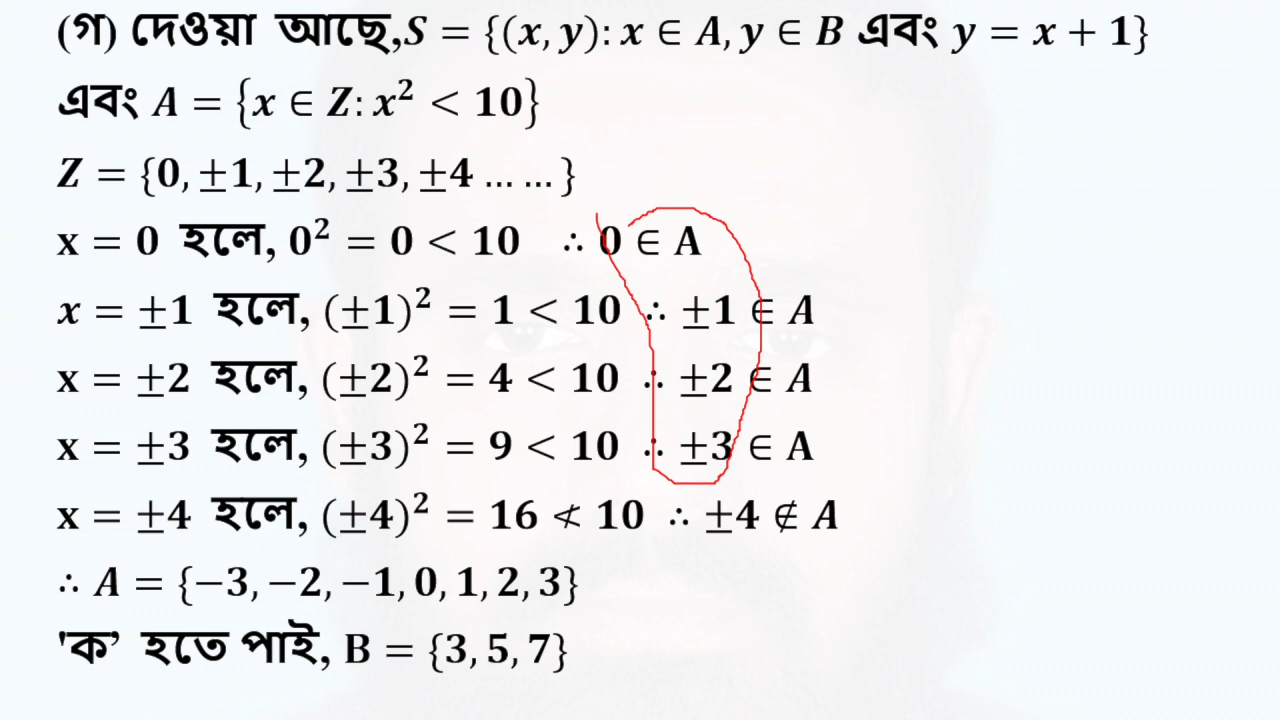 (গ) দেওয়া আছে,S = {(x, y): x ∈ A, y ∈ B এবং y = x + 1}
এবং A = {x ∈ Z: x² < 10}
Z = {0, ±1, ±2, ±3, ±4 … … }
x = 0 হলে, 0² = 0 < 10 ∴ 0 ∈ A
x = ±1 হলে, (±1)² = 1 < 10 ∴ ±1 ∈ A
x = ±2 হলে, (±2)² = 4 < 10 ∴ ±2 ∈ A
x = ±3 হলে, (±3)² = 9 < 10 ∴ ±3 ∈ A
x = ±4 হলে, (±4)² = 16 ≮ 10 ∴ ±4 ∉ A
∴ A = {−3, −2, −1, 0, 1, 2, 3}
'ক’ হতে পাই, B = {3, 5, 7}